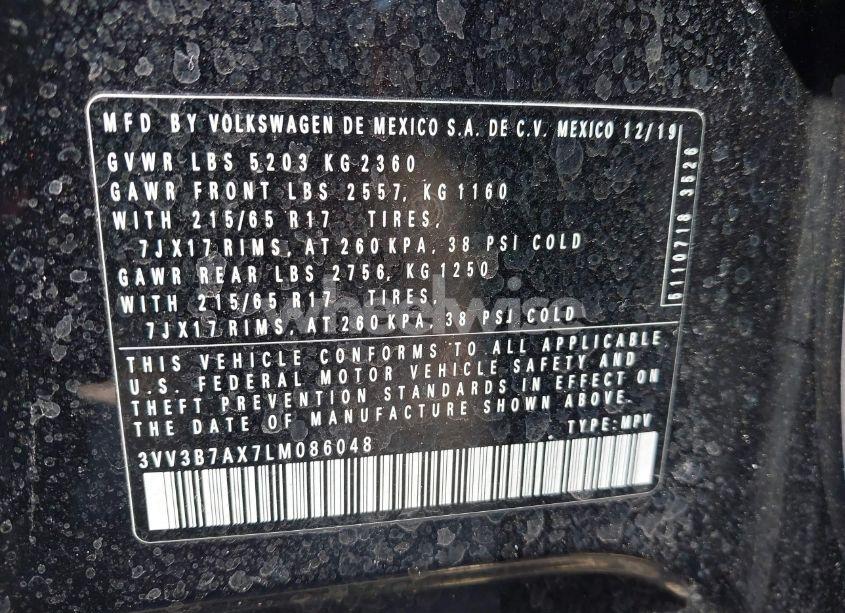 MFD BY VOLKSWAGEN DE MEXICO S.A. DE C.V. MEXICO 12/19
GVWR LBS 5203 KG 2360
GAWR FRONT LBS 2557, KG 1160
WITH 215/65 R17 TIRES,
7JX17 RIMS, AT 260 KPA, 38 PSI COLD
GAWR REAR LBS 2756, KG 1250
WITH 215/65 R17 TIRES,
7JX17 RIMS, AT 260 KPA, 38 PSI COLD
THIS VEHICLE CONFORMS TO ALL APPLICABLE
U.S. FEDERAL MOTOR VEHICLE SAFETY AND
THEFT PREVENTION STANDARDS IN EFFECT ON
THE DATE OF MANUFACTURE SHOWN ABOVE.
TYPE:MPV
3VV3B7AX7LM086048
5110718 3526
wheelwise